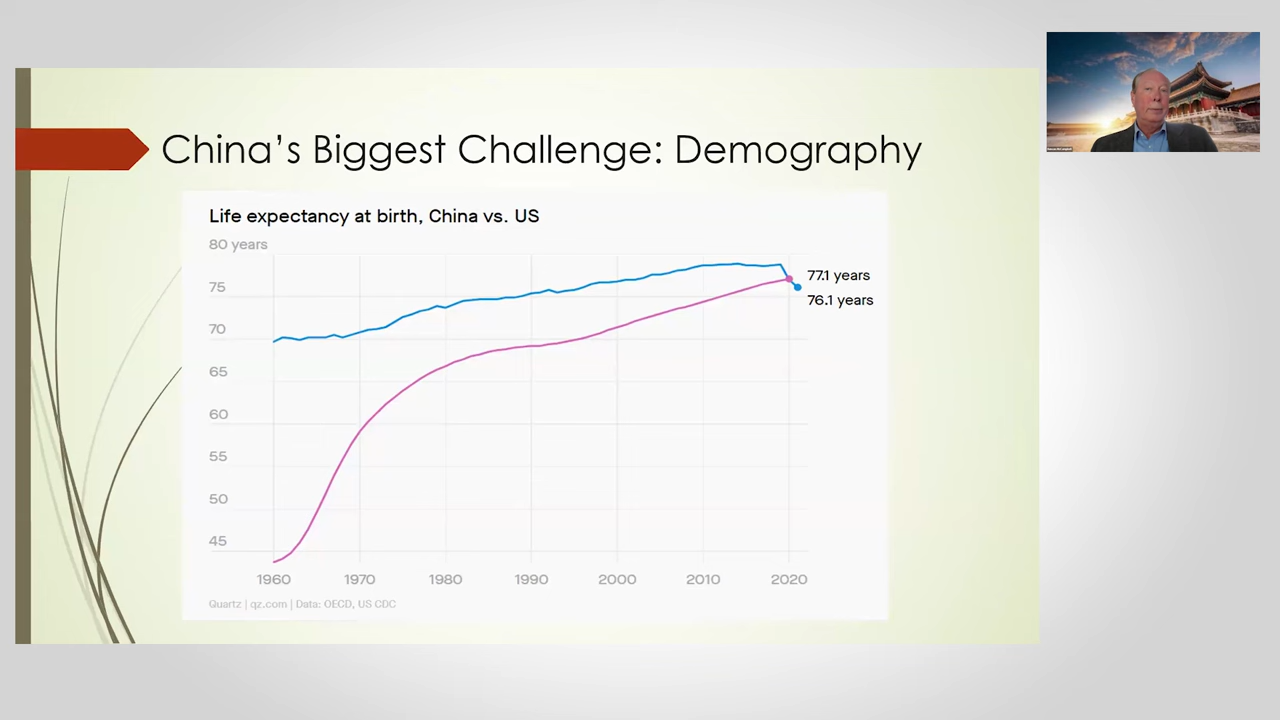 China's Biggest Challenge: Demography
Life expectancy at birth, China vs. US
80 years
75
70
65
60
55
50
45
77.1 years
76.1 years
1960 1970 1980 1990 2000 2010 2020
Quartz | qz.com | Data: OECD, US CDC